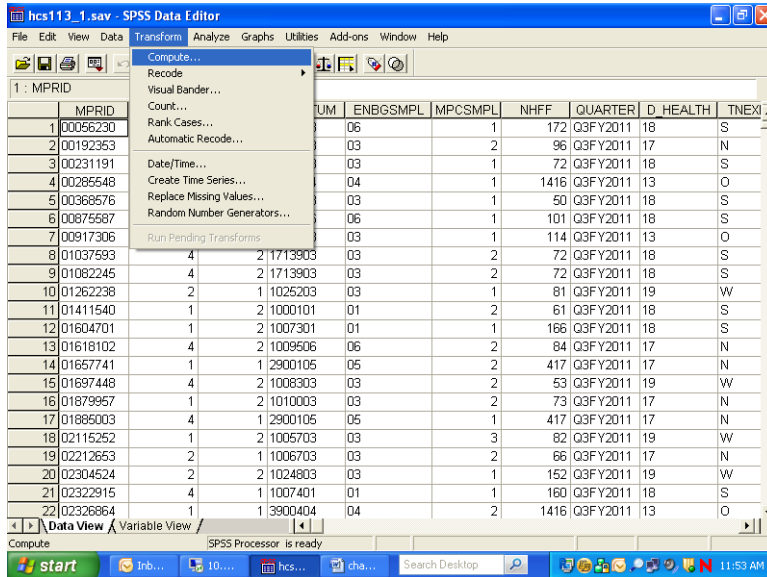 hcs113_1.sav - SPSS Data Editor
File Edit View Data Transform Analyze Graphs Utilities Add-ons Window Help
Compute...
Recode
Visual Bander...
Count...
Rank Cases...
Automatic Recode...
Date/Time...
Create Time Series...
Replace Missing Values...
Random Number Generators...
Run Pending Transforms
1 : MPRID
MPRID UM ENBGSMPL MPCSMPL NHFF QUARTER D_HEALTH TNEXI
1 00056230 06 1 172 Q3FY2011 18 S
2 00192353 03 2 96 Q3FY2011 17 N
3 00231191 03 1 72 Q3FY2011 18 S
4 00285548 04 1 1416 Q3FY2011 13 O
5 00368576 03 1 50 Q3FY2011 18 S
6 00875587 06 1 101 Q3FY2011 18 S
7 00917306 03 1 114 Q3FY2011 13 O
8 01037593 4 2 1713903 03 2 72 Q3FY2011 18 S
9 01082245 4 2 1713903 03 2 72 Q3FY2011 18 S
10 01262238 2 1 1025203 03 1 81 Q3FY2011 19 W
11 01411540 1 2 1000101 01 2 61 Q3FY2011 18 S
12 01604701 1 2 1007301 01 1 166 Q3FY2011 18 S
13 01618102 4 2 1009506 06 2 84 Q3FY2011 17 N
14 01657741 1 1 2900105 05 2 417 Q3FY2011 17 N
15 01697448 4 2 1008303 03 2 53 Q3FY2011 19 W
16 01879957 1 2 1010003 03 2 73 Q3FY2011 17 N
17 01885003 4 1 2900105 05 1 417 Q3FY2011 17 N
18 02115252 1 2 1005703 03 3 82 Q3FY2011 19 W
19 02212653 2 1 1006703 03 2 66 Q3FY2011 17 N
20 02304524 2 2 1024803 03 1 152 Q3FY2011 19 W
21 02322915 4 1 1007401 01 1 160 Q3FY2011 18 S
22 02326864 1 1 3900404 04 2 1416 Q3FY2011 13 O
Data View Variable View
Compute SPSS Processor is ready
start Inb... 10.... hcs... cha... Search Desktop N 11:53 AM